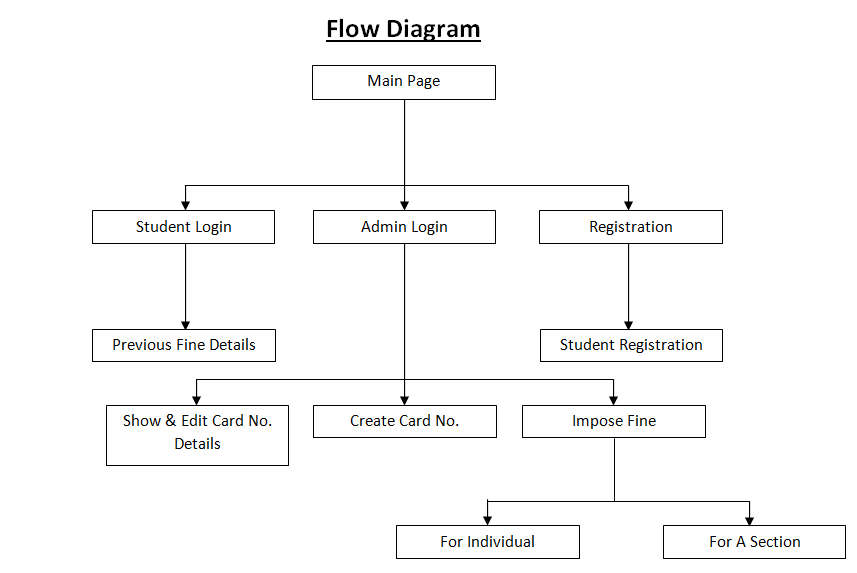 Flow Diagram
Main Page
Student Login
Admin Login
Registration
Previous Fine Details
Student Registration
Show & Edit Card No.
Details
Create Card No.
Impose Fine
For Individual
For A Section